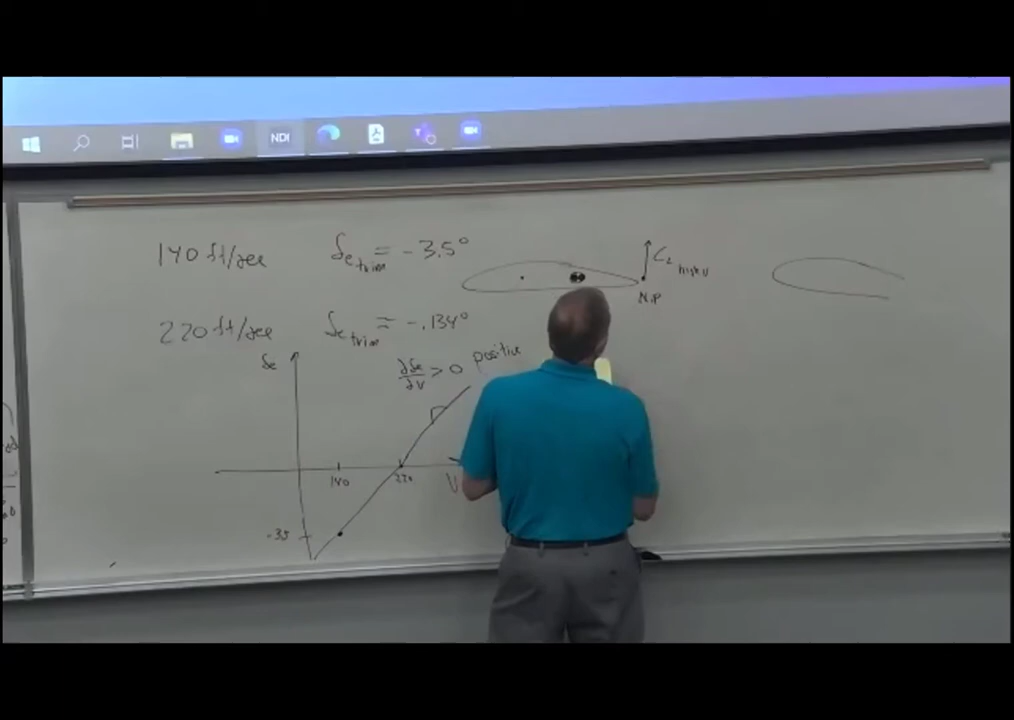 NDI
140 ft/sec δe trim = -3.5°
220 ft/sec δe trim = -.134°
CL high V
N.P
δe
∂δe/∂V > 0 positive
140
220
V
-3.5